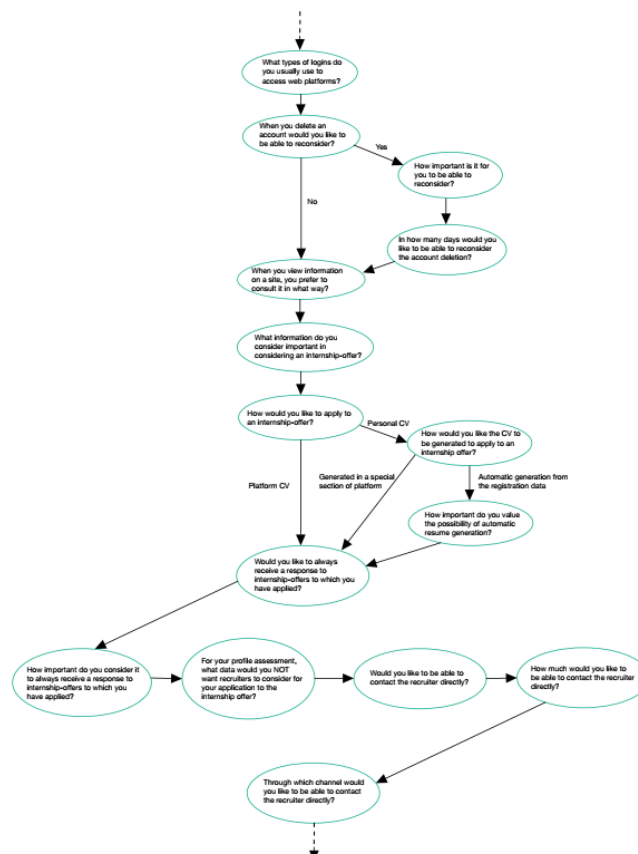 What types of logins do
you usually use to
access web platforms?
When you delete an
account would you like to
be able to reconsider?
Yes
How important is it for
you to be able to
reconsider?
No
In how many days would you
like to be able to reconsider
the account deletion?
When you view information
on a site, you prefer to
consult it in what way?
What information do you
consider important in
considering an internship-offer?
How would you like to apply to
an internship-offer?
Personal CV
How would you like the CV to
be generated to apply to an
internship offer?
Platform CV
Generated in a special
section of platform
Automatic generation from
the registration data
How important do you value
the possibility of automatic
resume generation?
Would you like to always
receive a response to
internship-offers to which you
have applied?
How important do you consider it
to always receive a response to
internship-offers to which you
have applied?
For your profile assessment,
what data would you NOT
want recruiters to consider for
your application to the
internship offer?
Would you like to be able to
contact the recruiter directly?
How much would you like to
be able to contact the recruiter
directly?
Through which channel would
you like to be able to contact
the recruiter directly?